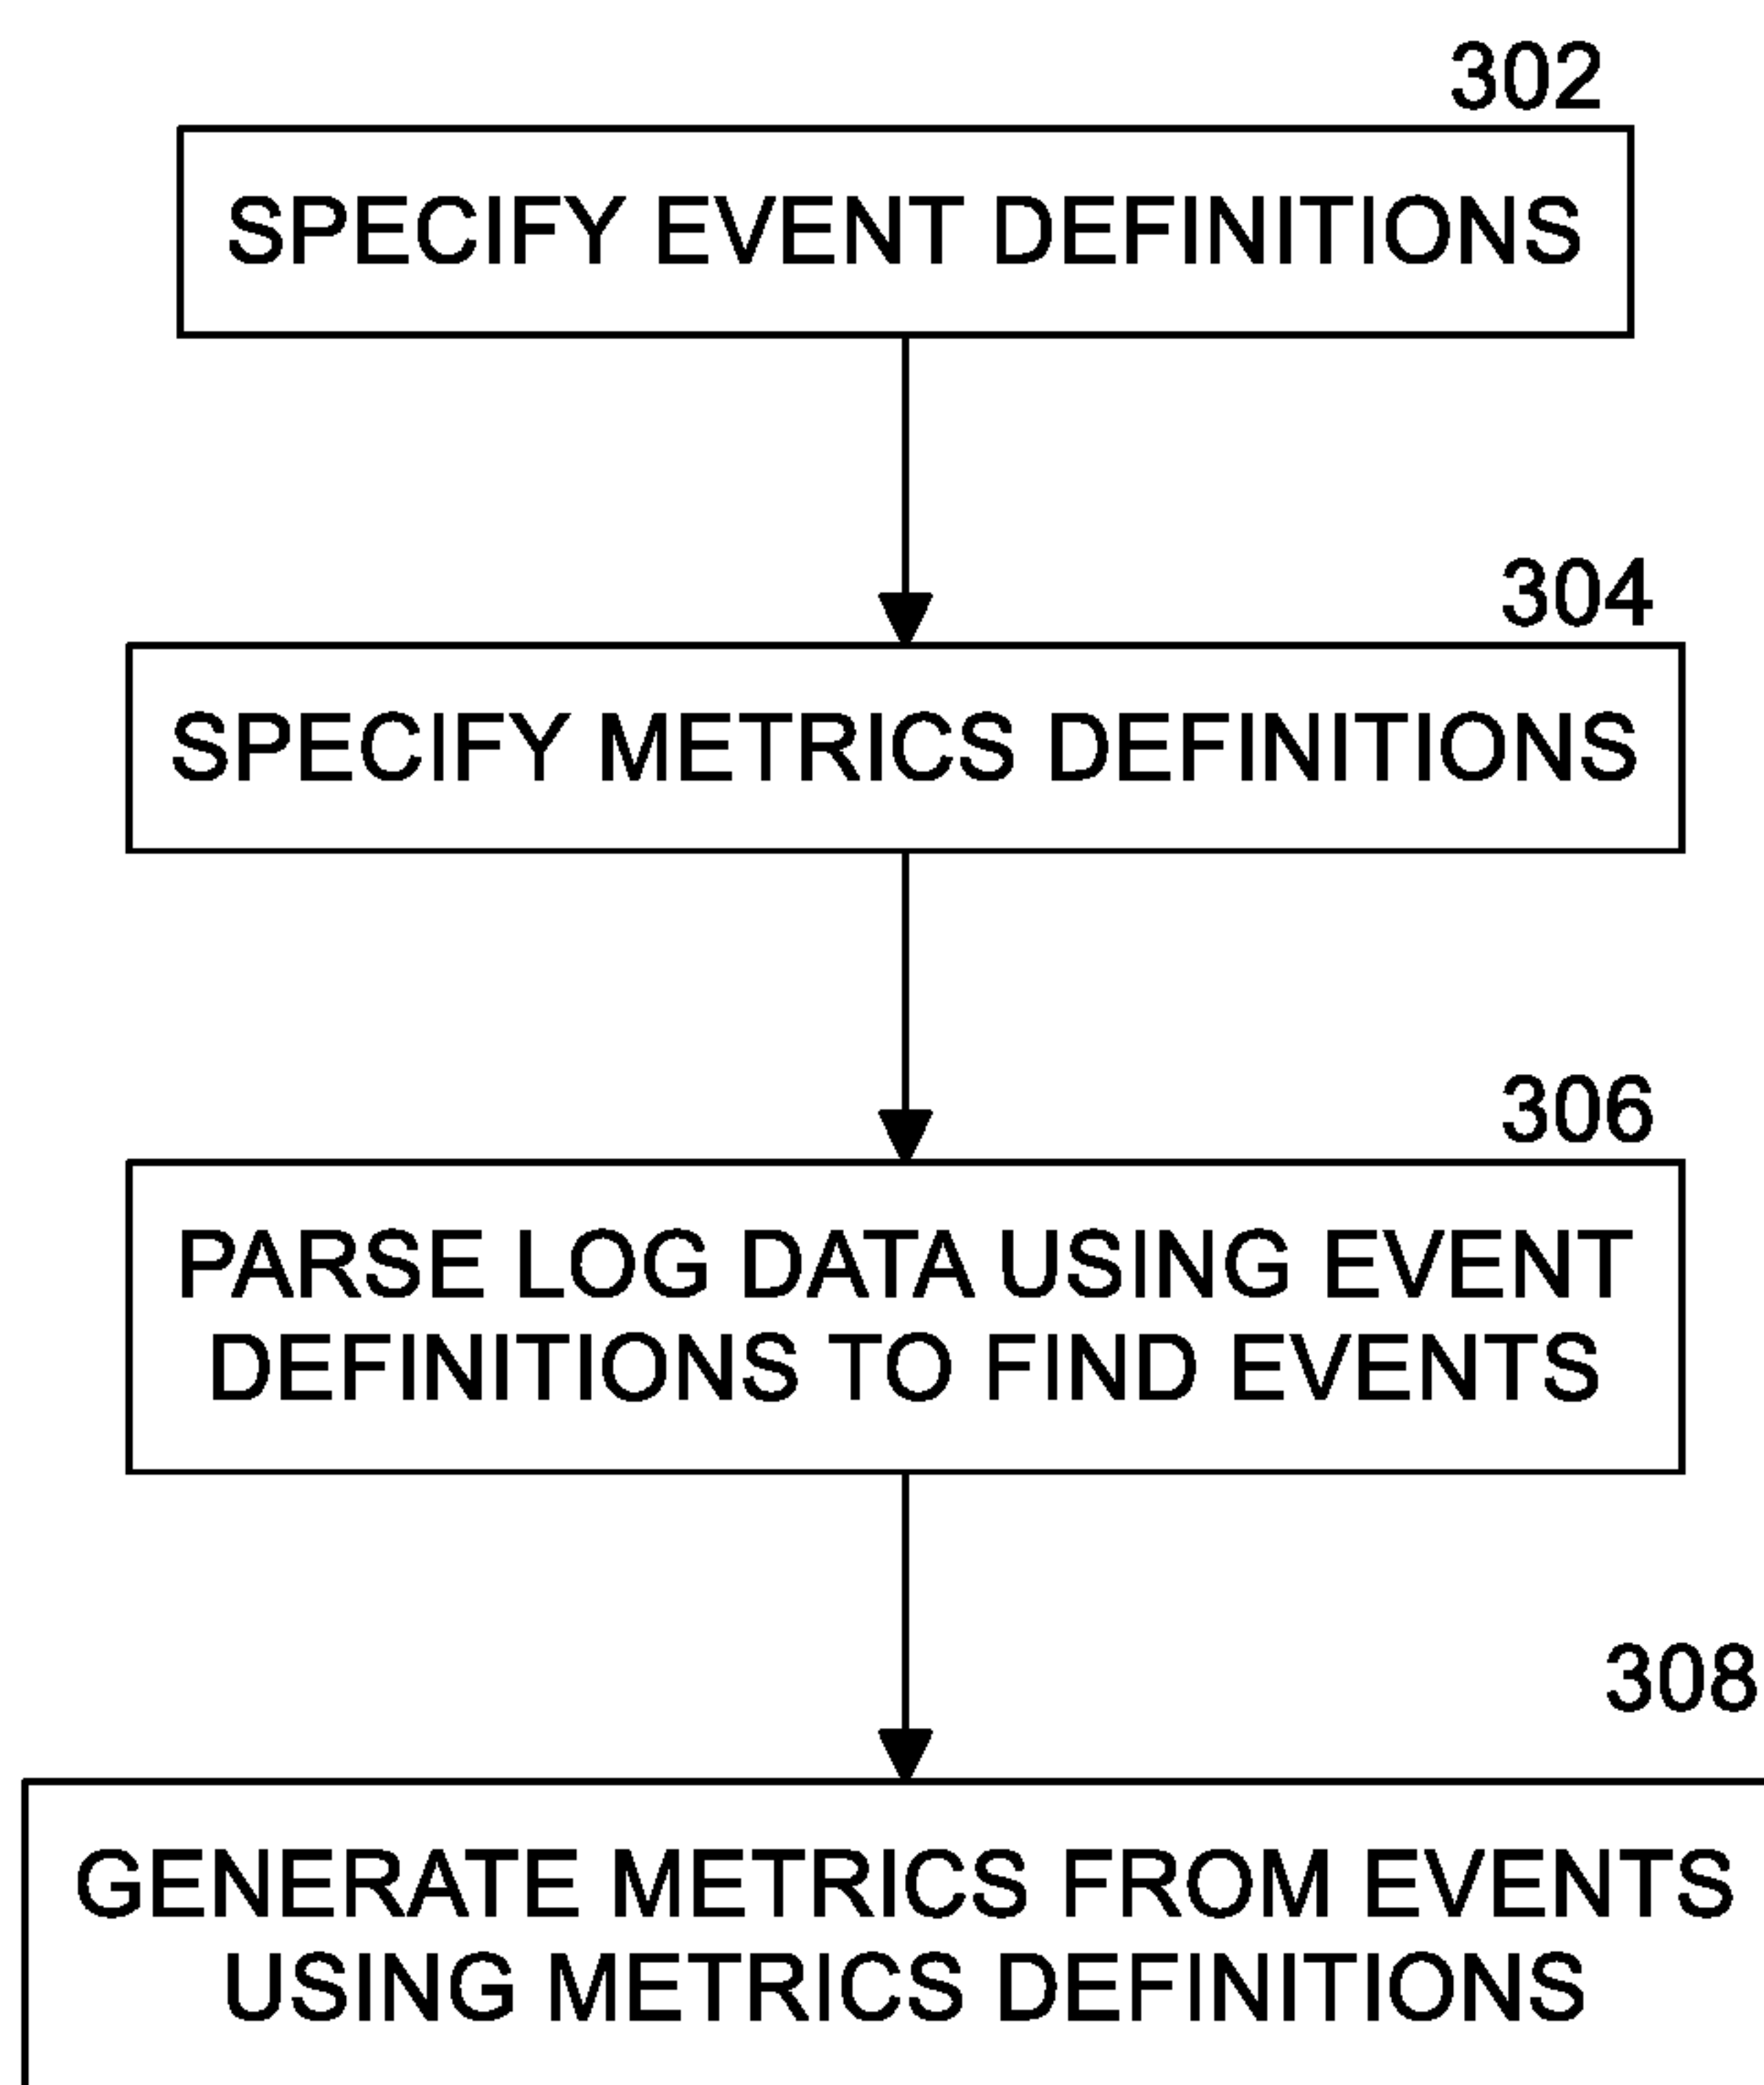 302
SPECIFY EVENT DEFINITIONS
304
SPECIFY METRICS DEFINITIONS
306
PARSE LOG DATA USING EVENT
DEFINITIONS TO FIND EVENTS
308
GENERATE METRICS FROM EVENTS
USING METRICS DEFINITIONS